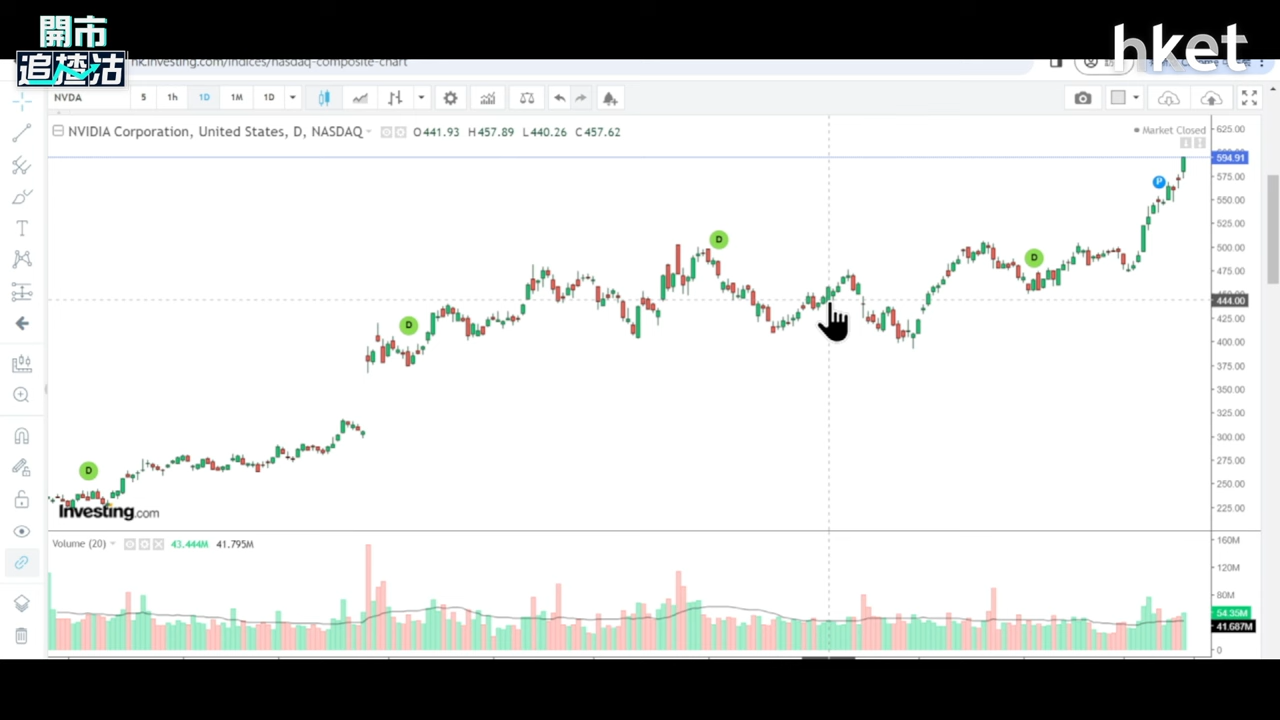 開市
追揸沽
hket
hk.investing.com/indices/nasdaq-composite-chart
NVDA 5 1h 1D 1M 1D
NVIDIA Corporation, United States, D, NASDAQ O441.93 H457.89 L440.26 C457.62
Market Closed
625.00
594.91
575.00
550.00
525.00
500.00
475.00
444.00
425.00
400.00
375.00
350.00
325.00
300.00
275.00
250.00
225.00
P
D
D
D
D
Investing.com
Volume (20) 43.444M 41.795M
160M
120M
80M
54.35M
41.687M
0